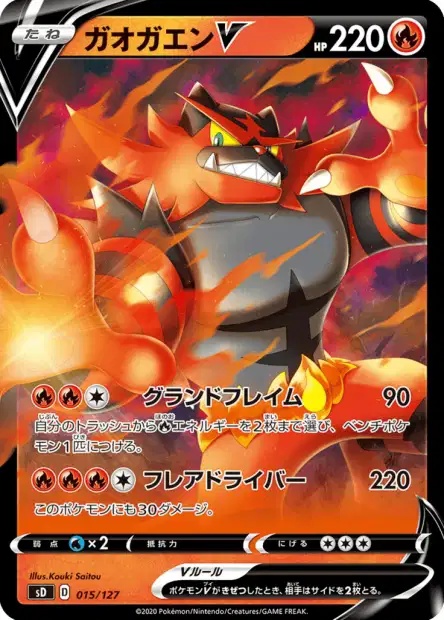 たね ガオガエンV HP 220
グランドフレイム 90
自分のトラッシュからエネルギーを2枚まで選び、ベンチポケ
モン1匹につける。
フレアドライバー 220
このポケモンにも30ダメージ。
弱点 ×2 抵抗力 にげる
Vルール
ポケモンVがきぜつしたとき、相手はサイドを2枚とる。
Illus.Kouki Saitou
sD D 015/127
©2020 Pokémon/Nintendo/Creatures/GAME FREAK.